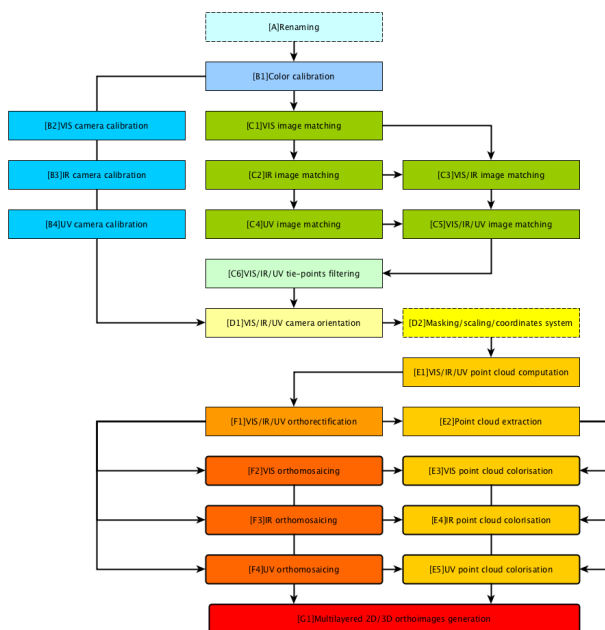 [A]Renaming
[B1]Color calibration
[B2]VIS camera calibration
[C1]VIS image matching
[B3]IR camera calibration
[C2]IR image matching
[C3]VIS/IR image matching
[B4]UV camera calibration
[C4]UV image matching
[C5]VIS/IR/UV image matching
[C6]VIS/IR/UV tie-points filtering
[D1]VIS/IR/UV camera orientation
[D2]Masking/scaling/coordinates system
[E1]VIS/IR/UV point cloud computation
[F1]VIS/IR/UV orthorectification
[E2]Point cloud extraction
[F2]VIS orthomosaicing
[E3]VIS point cloud colorisation
[F3]IR orthomosaicing
[E4]IR point cloud colorisation
[F4]UV orthomosaicing
[E5]UV point cloud colorisation
[G1]Multilayered 2D/3D orthoimages generation